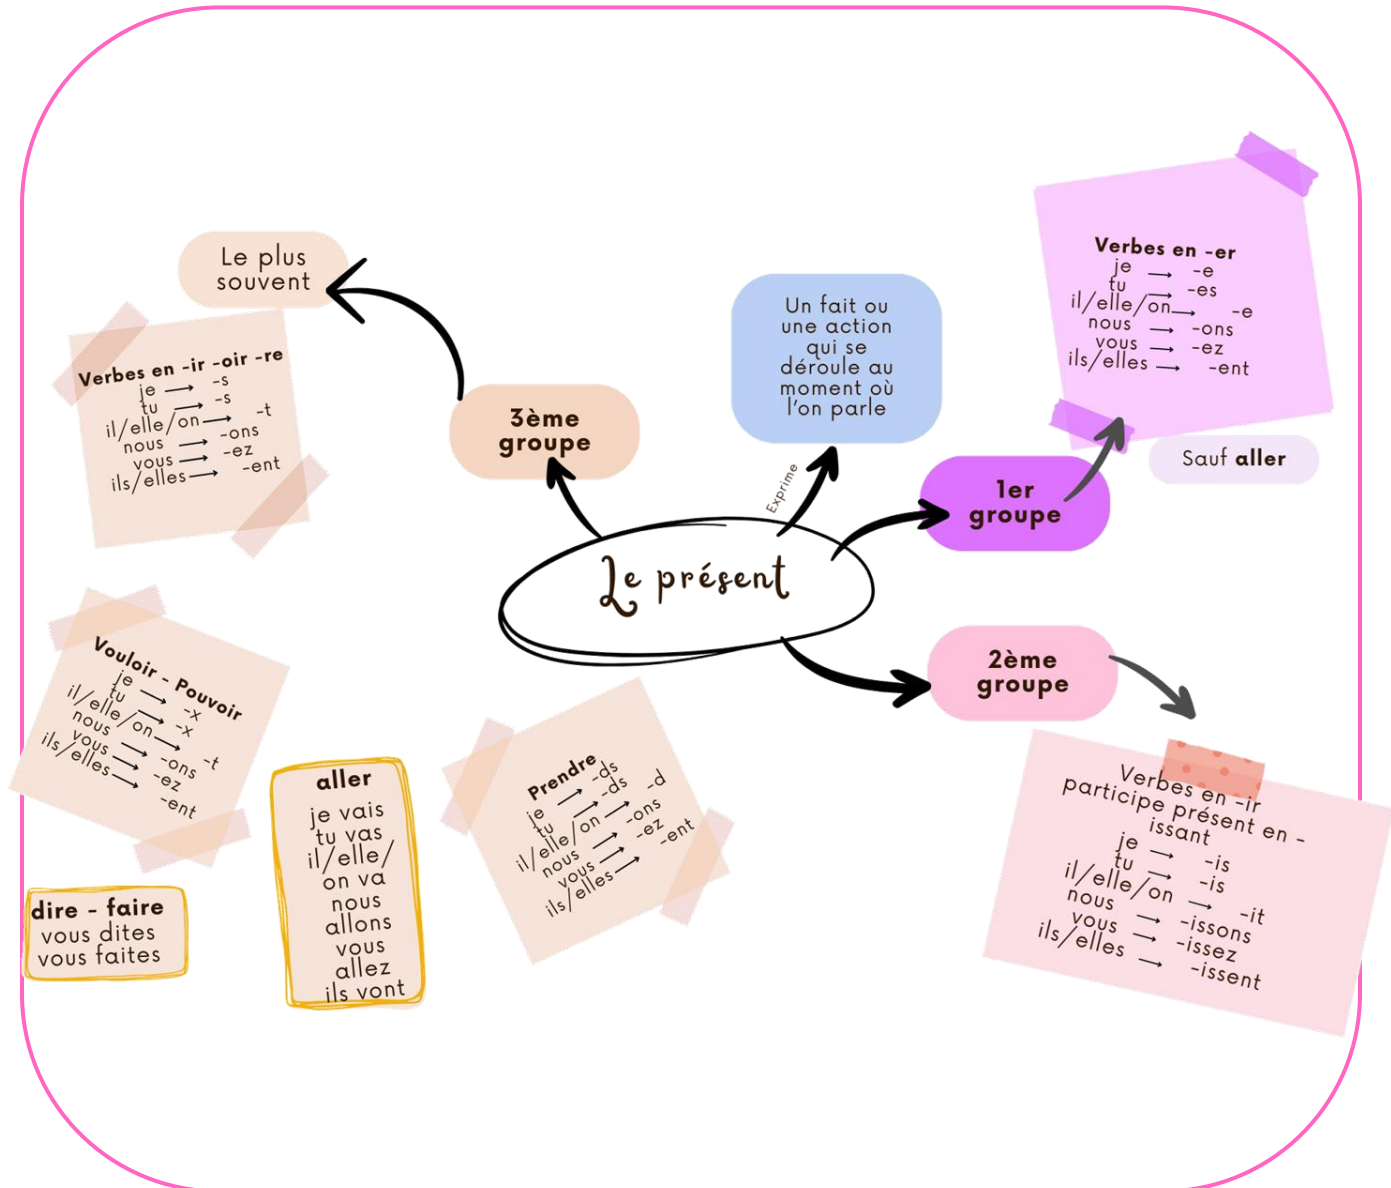 Le présent
Exprime
Un fait ou
une action
qui se
déroule au
moment où
l'on parle
1er
groupe
Verbes en -er
je → -e
tu → -es
il/elle/on → -e
nous → -ons
vous → -ez
ils/elles → -ent
Sauf aller
2ème
groupe
Verbes en -ir
participe présent en -
issant
je → -is
tu → -is
il/elle/on → -it
nous → -issons
vous → -issez
ils/elles → -issent
3ème
groupe
Le plus
souvent
Verbes en -ir -oir -re
je → -s
tu → -s
il/elle/on → -t
nous → -ons
vous → -ez
ils/elles → -ent
Vouloir - Pouvoir
je → -x
tu → -x
il/elle/on → -t
nous → -ons
vous → -ez
ils/elles → -ent
dire - faire
vous dites
vous faites
aller
je vais
tu vas
il/elle/
on va
nous
allons
vous
allez
ils vont
Prendre
je → -ds
tu → -ds
il/elle/on → -d
nous → -ons
vous → -ez
ils/elles → -ent